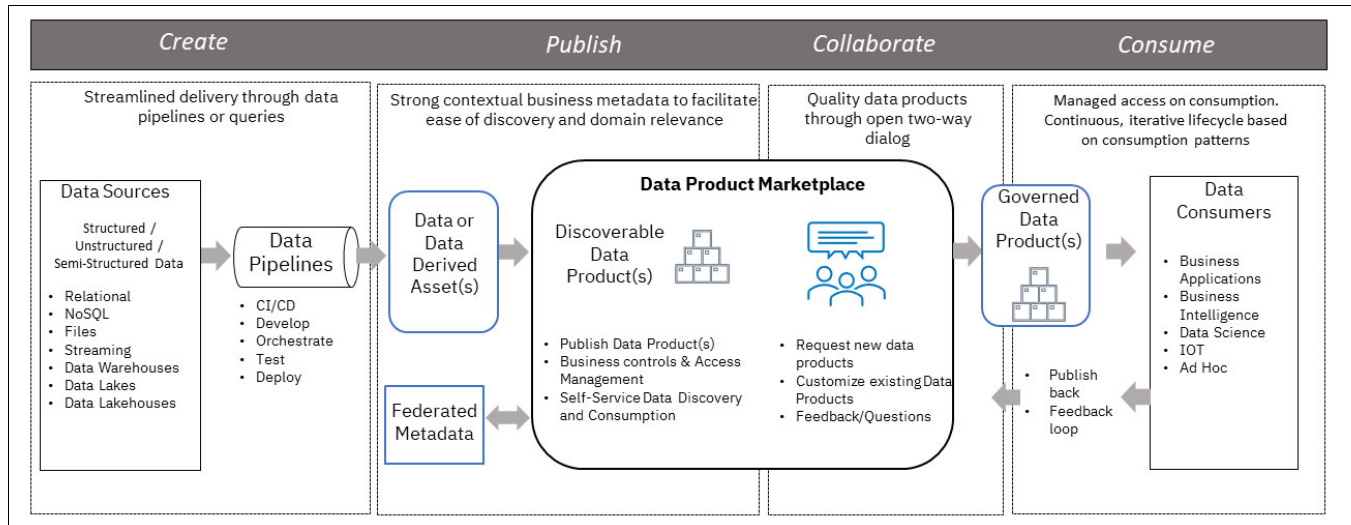 Create
Publish
Collaborate
Consume
Streamlined delivery through data
pipelines or queries
Data Sources
Structured /
Unstructured /
Semi-Structured Data
• Relational
• NoSQL
• Files
• Streaming
• Data Warehouses
• Data Lakes
• Data Lakehouses
Data
Pipelines
• CI/CD
• Develop
• Orchestrate
• Test
• Deploy
Strong contextual business metadata to facilitate
ease of discovery and domain relevance
Data or
Data
Derived
Asset(s)
Federated
Metadata
Data Product Marketplace
Discoverable
Data
Product(s)
• Publish Data Product(s)
• Business controls & Access
Management
• Self-Service Data Discovery
and Consumption
Quality data products
through open two-way
dialog
• Request new data
products
• Customize existing Data
Products
• Feedback/Questions
Managed access on consumption.
Continuous, iterative lifecycle based
on consumption patterns
Governed
Data
Product(s)
• Publish
back
• Feedback
loop
Data
Consumers
• Business
Applications
• Business
Intelligence
• Data Science
• IOT
• Ad Hoc